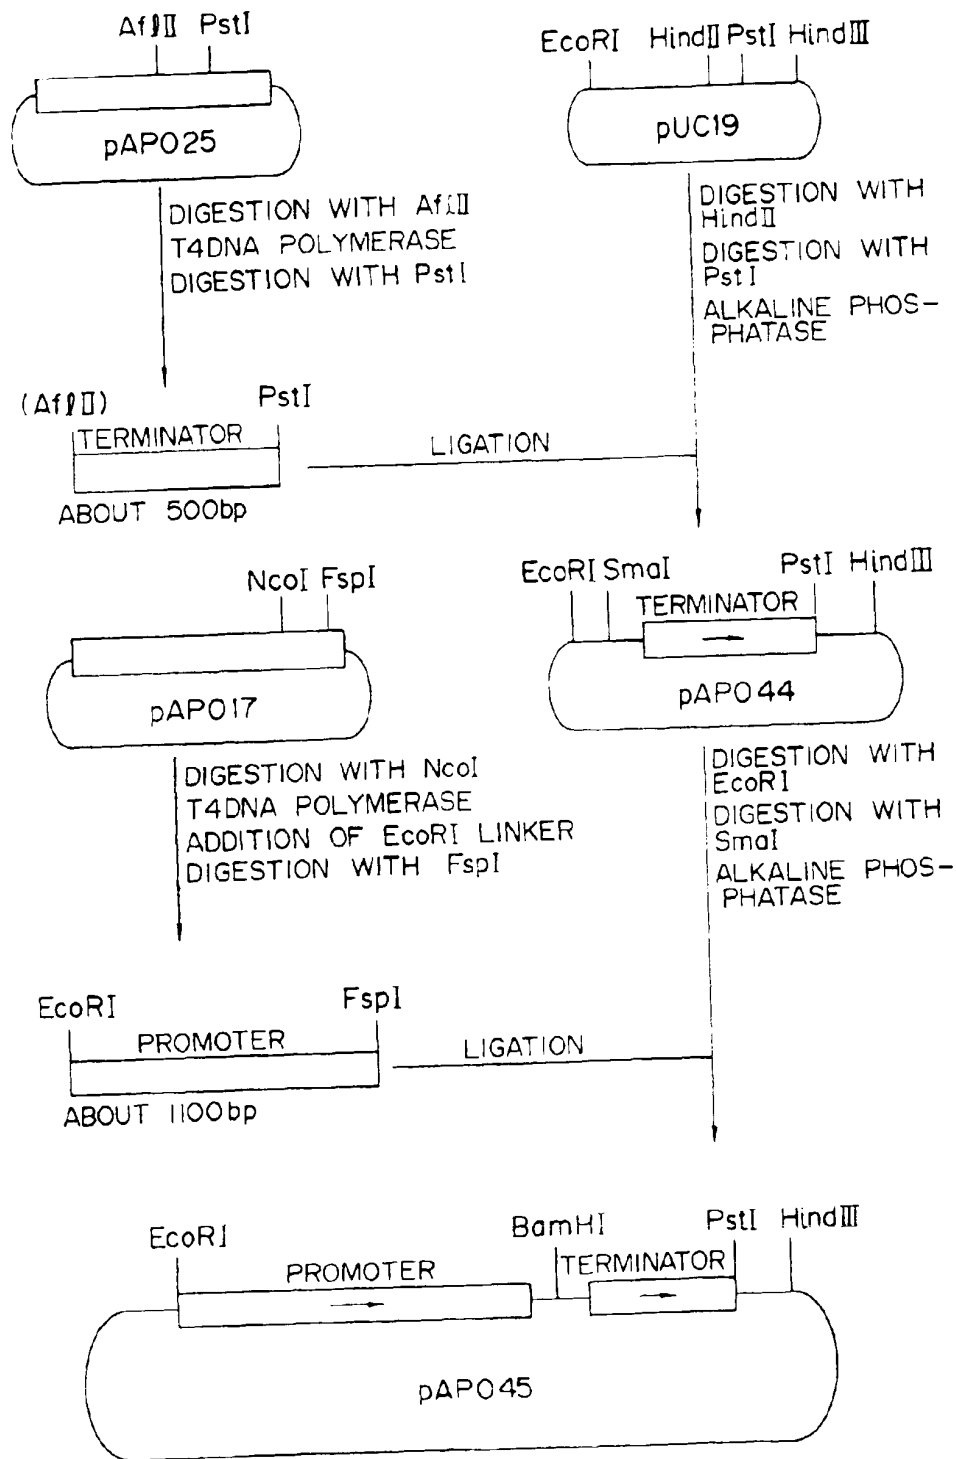 AflII PstI
pAPO25
DIGESTION WITH AflII
T4DNA POLYMERASE
DIGESTION WITH PstI
EcoRI HindII PstI HindIII
pUC19
DIGESTION WITH
HindII
DIGESTION WITH
PstI
ALKALINE PHOS-
PHATASE
(AflII) PstI
TERMINATOR
ABOUT 500bp
LIGATION
NcoI FspI
pAPO17
DIGESTION WITH NcoI
T4DNA POLYMERASE
ADDITION OF EcoRI LINKER
DIGESTION WITH FspI
EcoRI SmaI PstI HindIII
TERMINATOR
pAPO44
DIGESTION WITH
EcoRI
DIGESTION WITH
SmaI
ALKALINE PHOS-
PHATASE
EcoRI FspI
PROMOTER
ABOUT 1100bp
LIGATION
EcoRI BamHI PstI HindIII
PROMOTER TERMINATOR
pAPO45